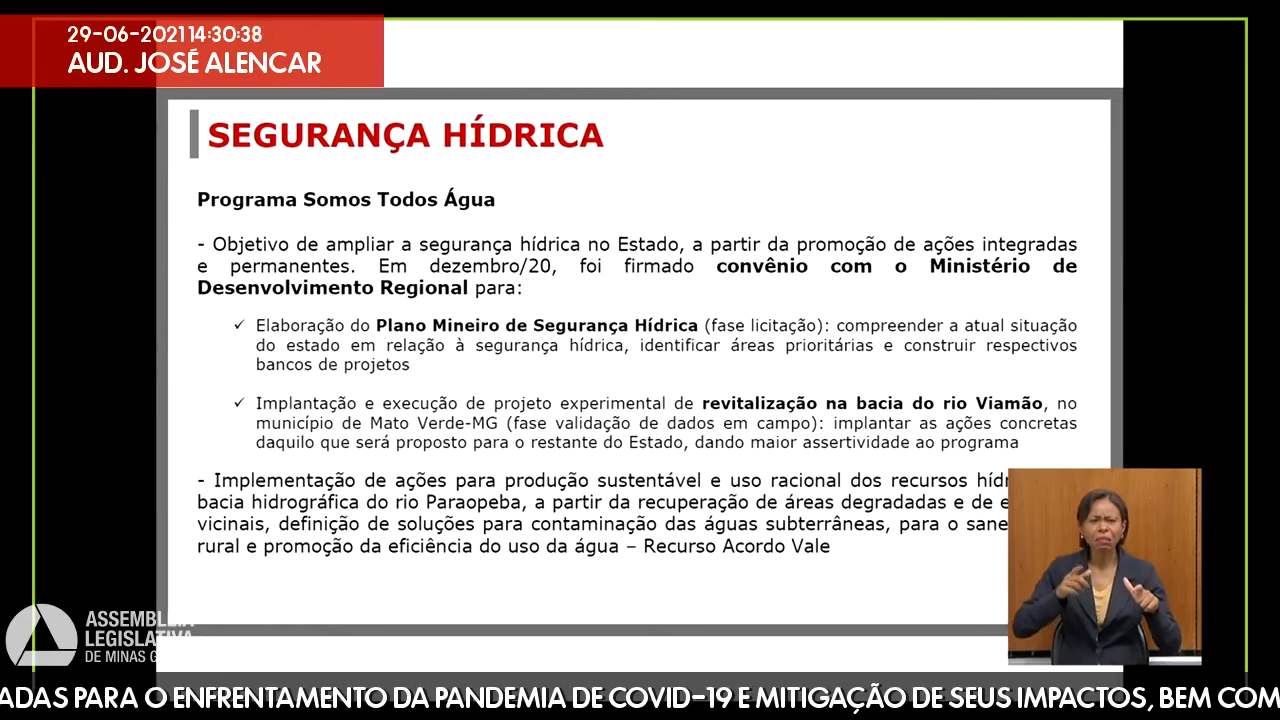 29-06-2021 14:30:38
AUD. JOSÉ ALENCAR
SEGURANÇA HÍDRICA
Programa Somos Todos Água
- Objetivo de ampliar a segurança hídrica no Estado, a partir da promoção de ações integradas
e permanentes. Em dezembro/20, foi firmado convênio com o Ministério de
Desenvolvimento Regional para:
✓ Elaboração do Plano Mineiro de Segurança Hídrica (fase licitação): compreender a atual situação
do estado em relação à segurança hídrica, identificar áreas prioritárias e construir respectivos
bancos de projetos
✓ Implantação e execução de projeto experimental de revitalização na bacia do rio Viamão, no
município de Mato Verde-MG (fase validação de dados em campo): implantar as ações concretas
daquilo que será proposto para o restante do Estado, dando maior assertividade ao programa
- Implementação de ações para produção sustentável e uso racional dos recursos
bacia hidrográfica do rio Paraopeba, a partir da recuperação de áreas degradadas e de
vicinais, definição de soluções para contaminação das águas subterrâneas, para o
rural e promoção da eficiência do uso da água – Recurso Acordo Vale
ASSEMBLEIA
LEGISLATIVA
DE MINAS G
ADAS PARA O ENFRENTAMENTO DA PANDEMIA DE COVID-19 E MITIGAÇÃO DE SEUS IMPACTOS, BEM COM